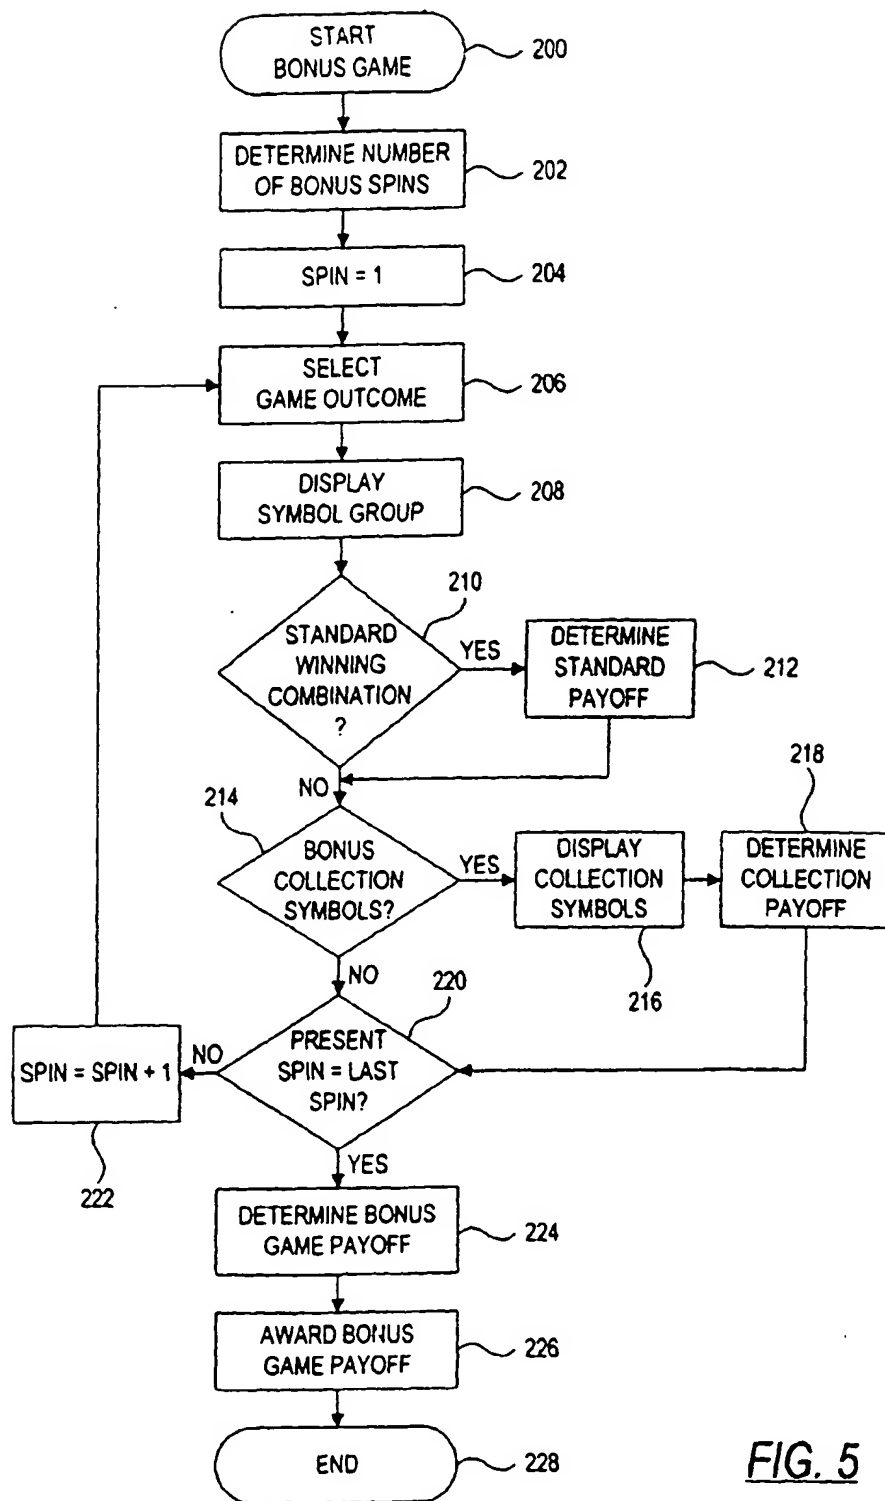 START
BONUS GAME
200
DETERMINE NUMBER
OF BONUS SPINS
202
SPIN = 1
204
SELECT
GAME OUTCOME
206
DISPLAY
SYMBOL GROUP
208
210
STANDARD
WINNING
COMBINATION
?
YES
DETERMINE
STANDARD
PAYOFF
212
NO
214
BONUS
COLLECTION
SYMBOLS?
YES
DISPLAY
COLLECTION
SYMBOLS
216
218
DETERMINE
COLLECTION
PAYOFF
NO
220
PRESENT
SPIN = LAST
SPIN?
NO
SPIN = SPIN + 1
222
YES
DETERMINE BONUS
GAME PAYOFF
224
AWARD BONUS
GAME PAYOFF
226
END
228
FIG. 5